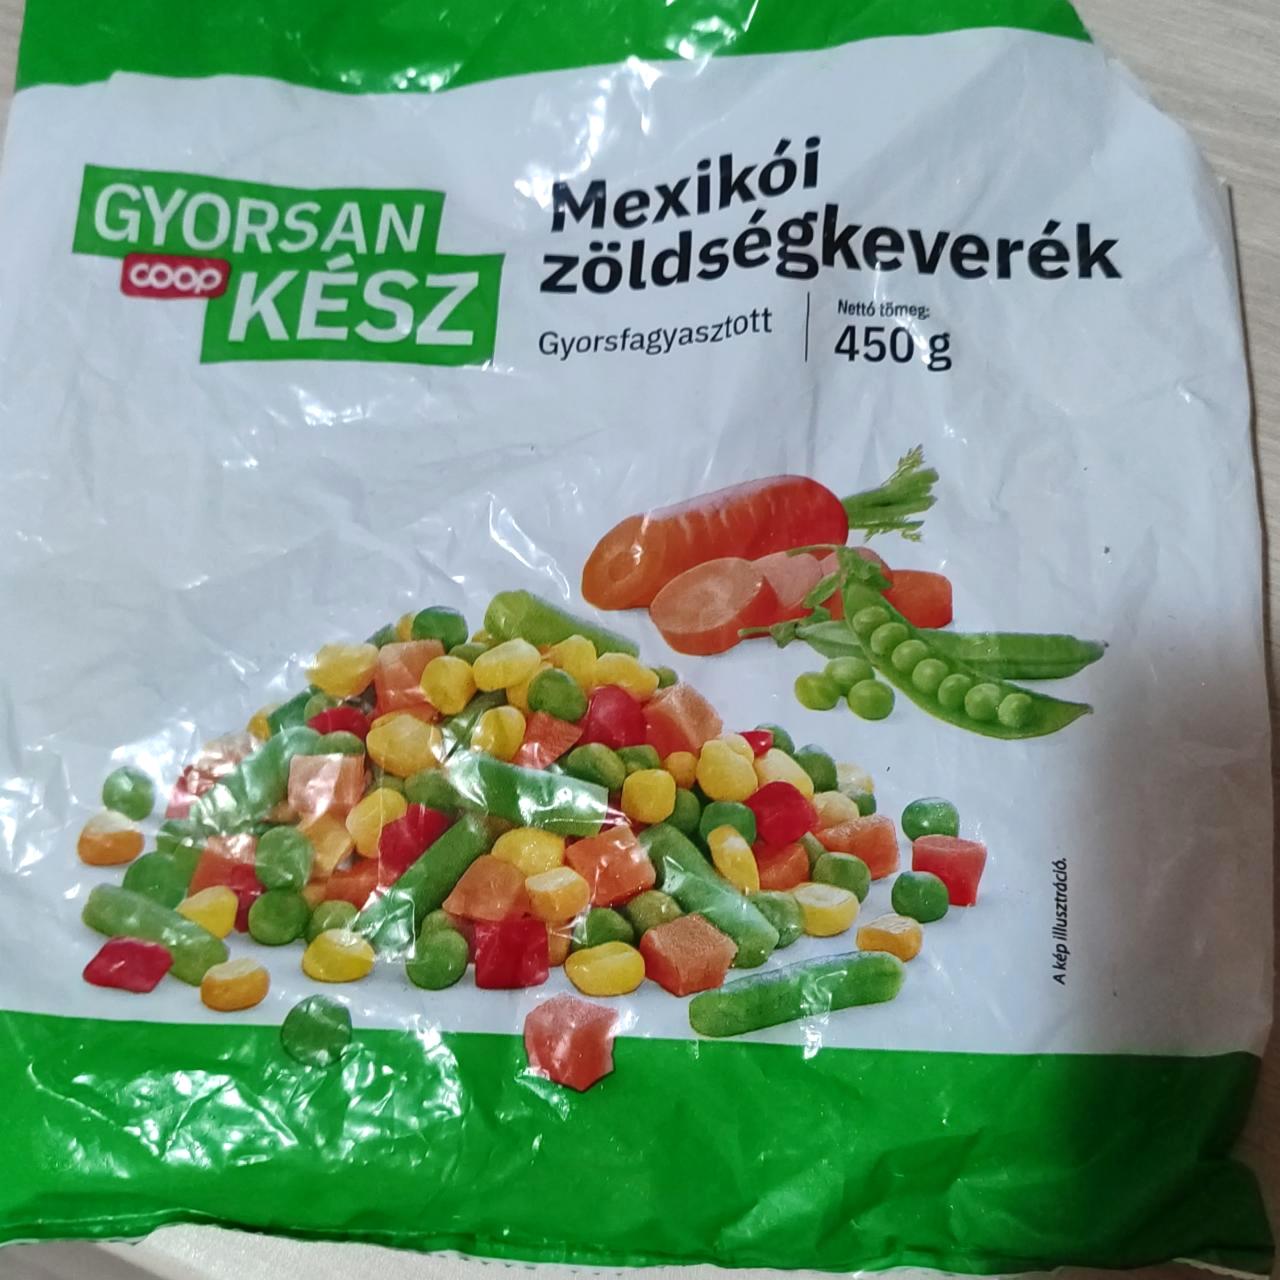 GYORSAN
coop
KÉSZ
Mexikói
zöldségkeverék
Gyorsfagyasztott
Nettó tömeg:
450 g
A kép illusztráció.